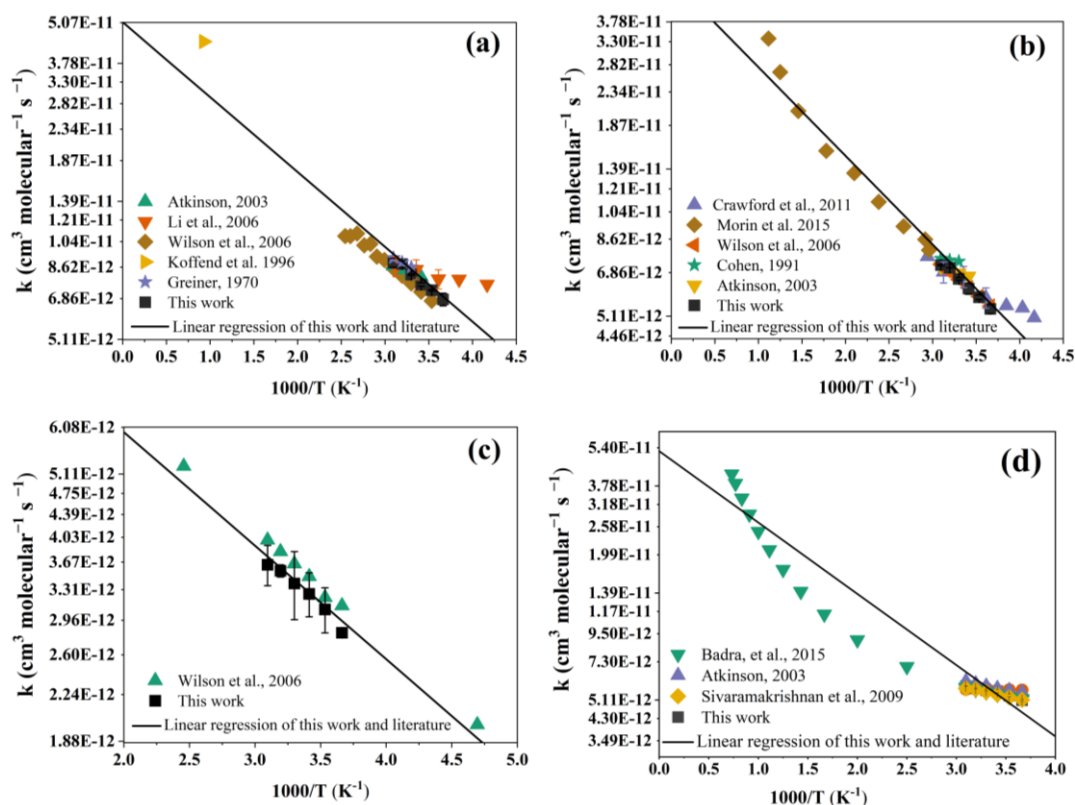 (a)
k (cm³ molecular⁻¹ s⁻¹)
5.07E-11
3.78E-11
3.30E-11
2.82E-11
2.34E-11
1.87E-11
1.39E-11
1.21E-11
1.04E-11
8.62E-12
6.86E-12
5.11E-12
Atkinson, 2003
Li et al., 2006
Wilson et al., 2006
Koffend et al. 1996
Greiner, 1970
This work
Linear regression of this work and literature
0.0 0.5 1.0 1.5 2.0 2.5 3.0 3.5 4.0 4.5
1000/T (K⁻¹)
(b)
k (cm³ molecular⁻¹ s⁻¹)
3.78E-11
3.30E-11
2.82E-11
2.34E-11
1.87E-11
1.39E-11
1.21E-11
1.04E-11
8.62E-12
6.86E-12
5.11E-12
4.46E-12
Crawford et al., 2011
Morin et al. 2015
Wilson et al., 2006
Cohen, 1991
Atkinson, 2003
This work
Linear regression of this work and literature
0.0 0.5 1.0 1.5 2.0 2.5 3.0 3.5 4.0 4.5
1000/T (K⁻¹)
(c)
k (cm³ molecular⁻¹ s⁻¹)
6.08E-12
5.11E-12
4.75E-12
4.39E-12
4.03E-12
3.67E-12
3.31E-12
2.96E-12
2.60E-12
2.24E-12
1.88E-12
Wilson et al., 2006
This work
Linear regression of this work and literature
2.0 2.5 3.0 3.5 4.0 4.5 5.0
1000/T (K⁻¹)
(d)
k (cm³ molecular⁻¹ s⁻¹)
5.40E-11
3.78E-11
3.18E-11
2.58E-11
1.99E-11
1.39E-11
1.17E-11
9.50E-12
7.30E-12
5.11E-12
4.30E-12
3.49E-12
Badra, et al., 2015
Atkinson, 2003
Sivaramakrishnan et al., 2009
This work
Linear regression of this work and literature
0.0 0.5 1.0 1.5 2.0 2.5 3.0 3.5 4.0
1000/T (K⁻¹)